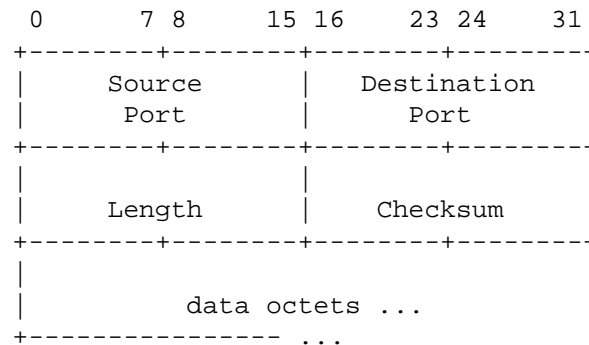 0      7 8     15 16    23 24    31
+--------+--------+--------+--------
|     Source      |   Destination
|      Port       |      Port
+--------+--------+--------+--------
|                 |
|     Length      |    Checksum
+--------+--------+--------+--------
|
|          data octets ...
+---------------- ...